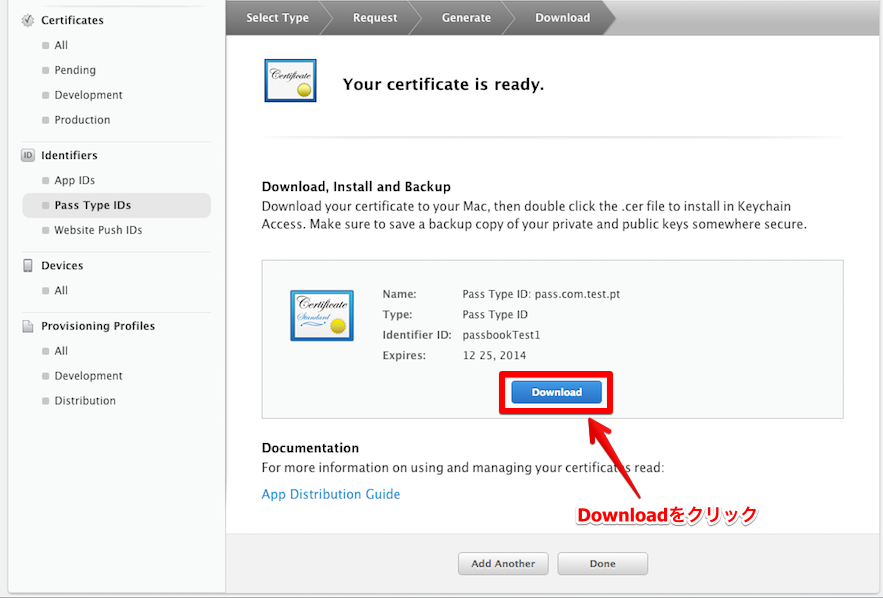 Certificates
All
Pending
Development
Production
ID Identifiers
App IDs
Pass Type IDs
Website Push IDs
Devices
All
Provisioning Profiles
All
Development
Distribution
Select Type Request Generate Download
Certificate
Your certificate is ready.
Download, Install and Backup
Download your certificate to your Mac, then double click the .cer file to install in Keychain
Access. Make sure to save a backup copy of your private and public keys somewhere secure.
Certificate
Standard
Name: Pass Type ID: pass.com.test.pt
Type: Pass Type ID
Identifier ID: passbookTest1
Expires: 12 25, 2014
Download
Documentation
For more information on using and managing your certificates read:
App Distribution Guide
Downloadをクリック
Add Another Done